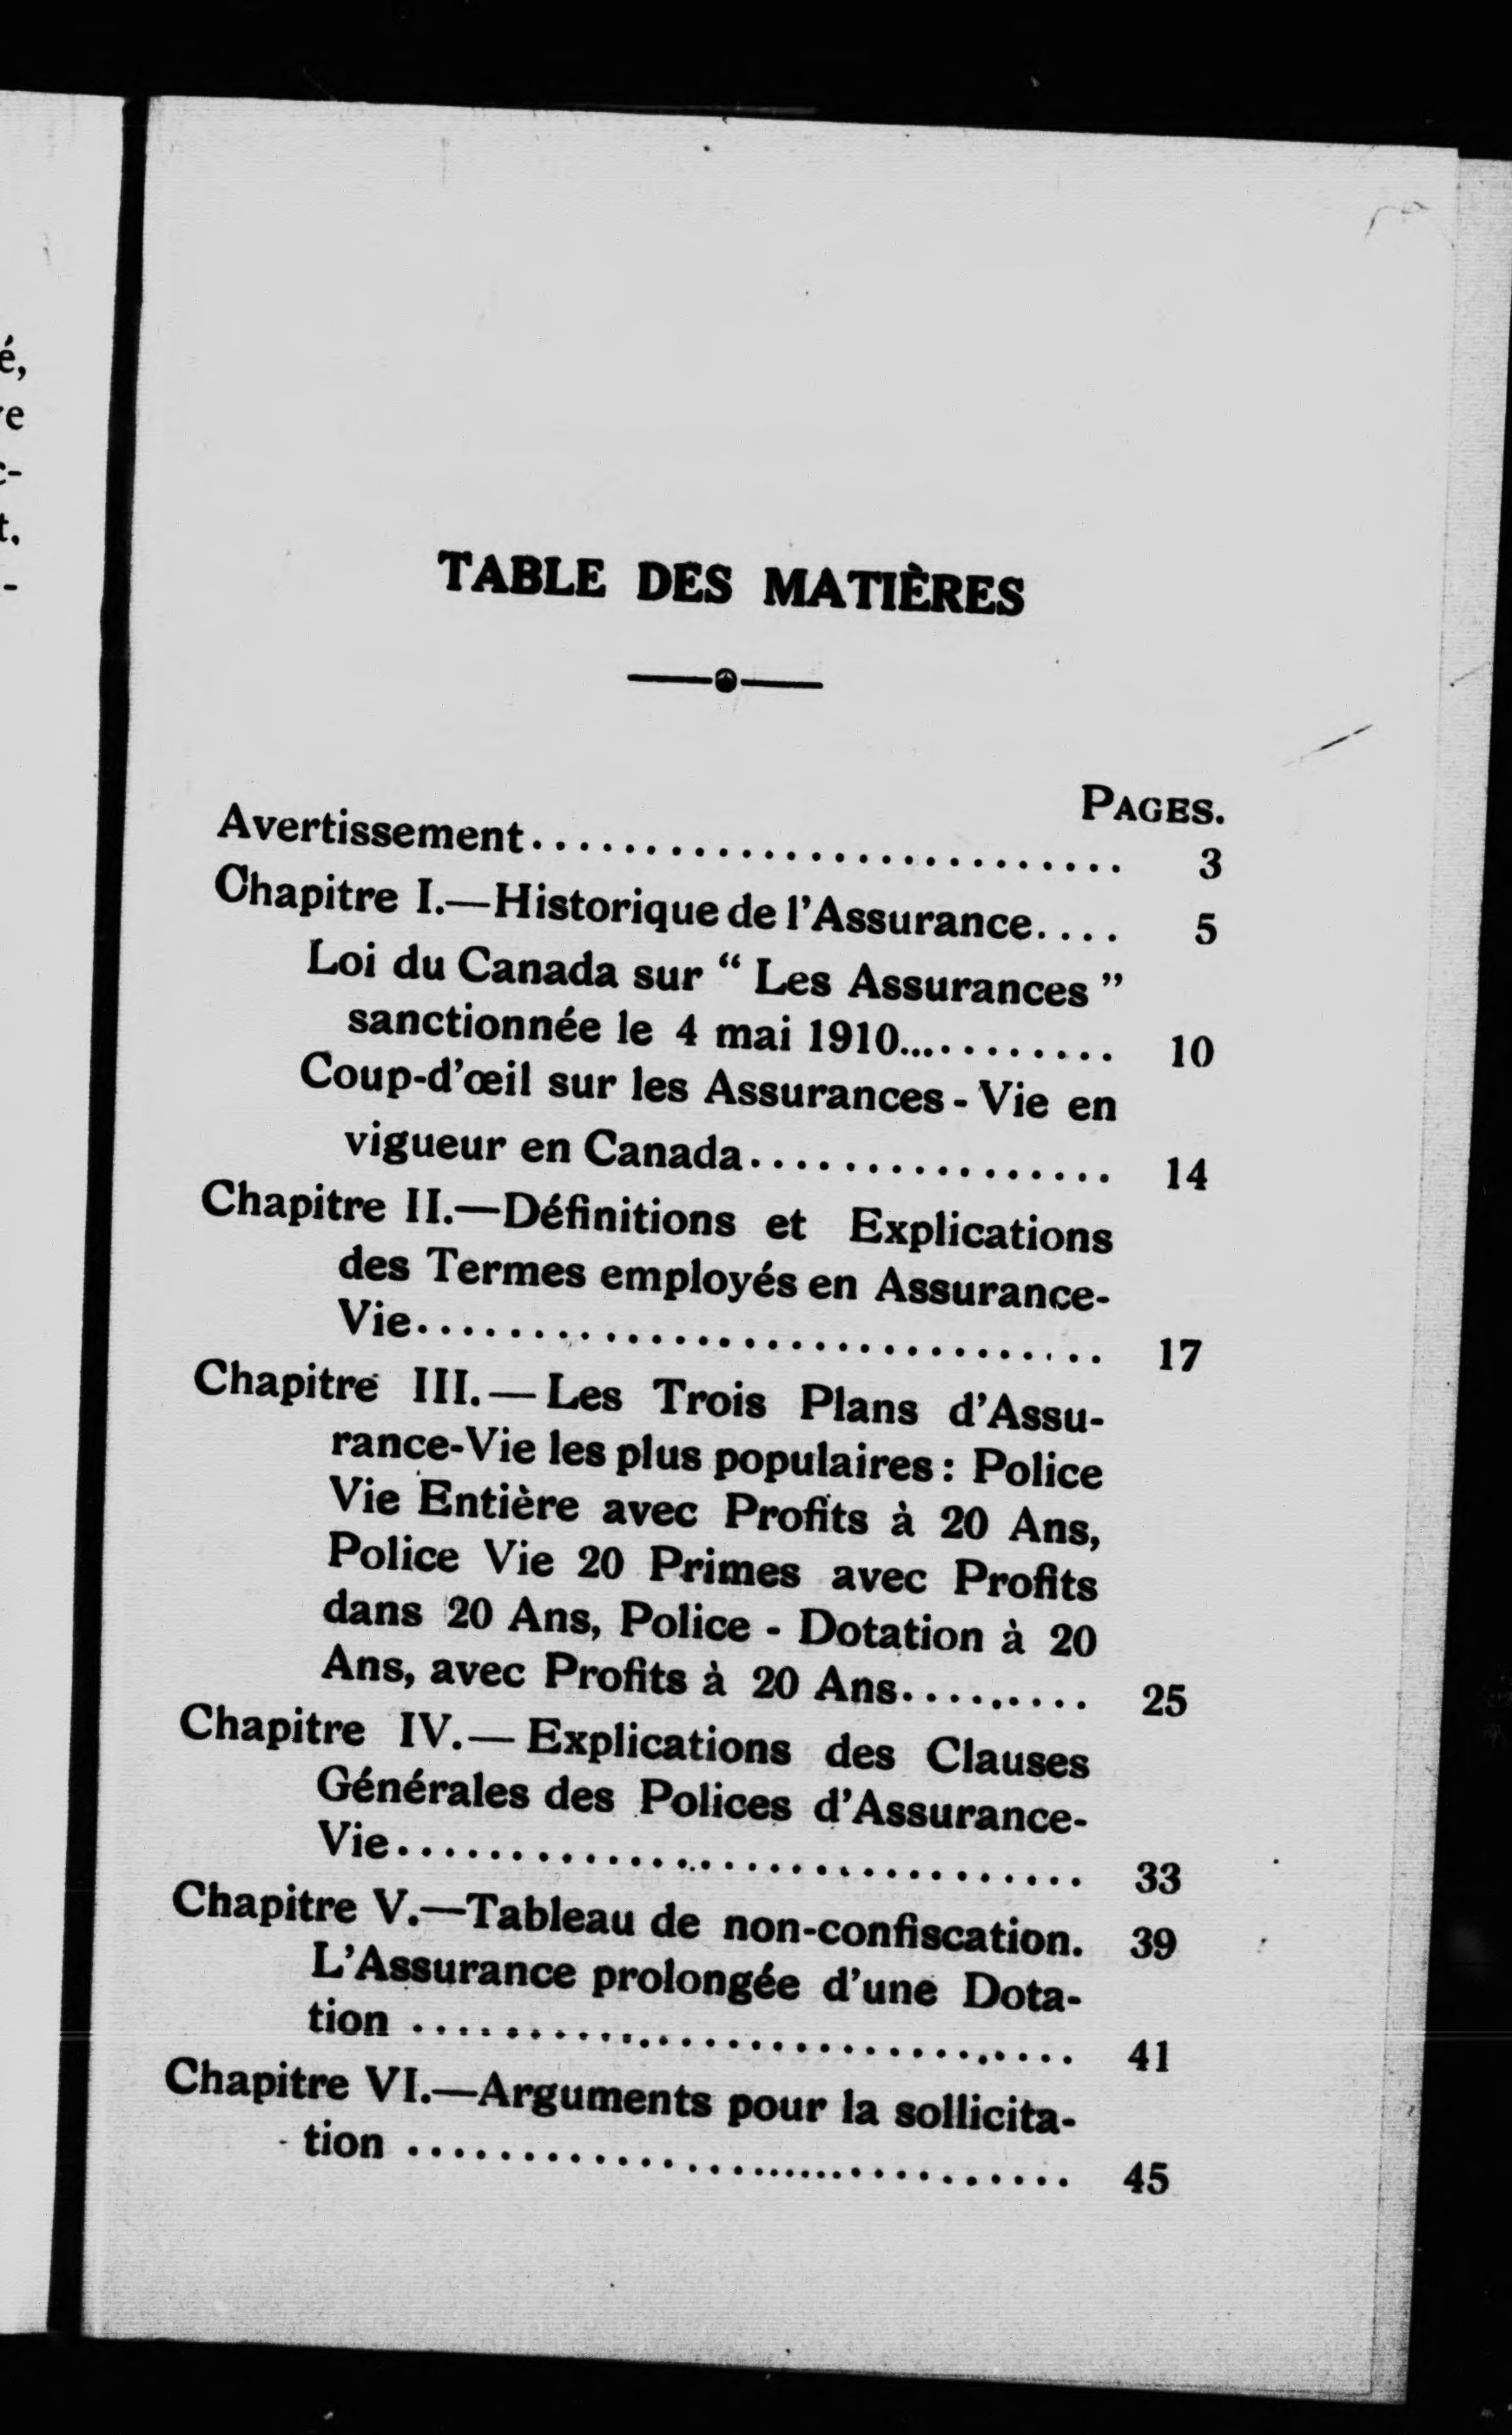 TABLE DES MATIÈRES
PAGES.
Avertissement............................ 3
Chapitre I.—Historique de l'Assurance.... 5
Loi du Canada sur “ Les Assurances ”
sanctionnée le 4 mai 1910........... 10
Coup-d'œil sur les Assurances - Vie en
vigueur en Canada................ 14
Chapitre II.—Définitions et Explications
des Termes employés en Assurance-
Vie.............................. 17
Chapitre III.—Les Trois Plans d'Assu-
rance-Vie les plus populaires : Police
Vie Entière avec Profits à 20 Ans,
Police Vie 20 Primes avec Profits
dans 20 Ans, Police - Dotation à 20
Ans, avec Profits à 20 Ans......... 25
Chapitre IV.—Explications des Clauses
Générales des Polices d'Assurance-
Vie.............................. 33
Chapitre V.—Tableau de non-confiscation. 39
L'Assurance prolongée d'une Dota-
tion ............................. 41
Chapitre VI.—Arguments pour la sollicita-
tion ............................. 45